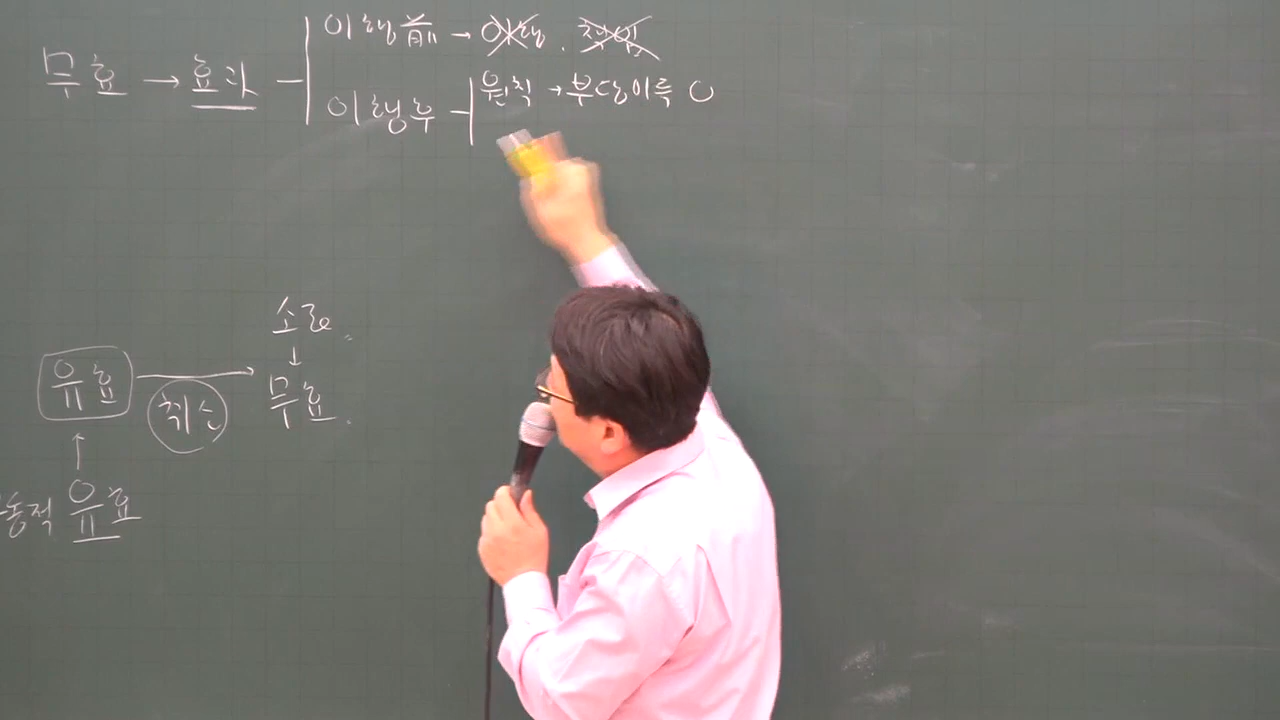 이행前 → 이행 . 책임
무효 → 효과
이행후
원칙 → 부당이득 ○
소급
↓
무효.
유효
취소
↑
유동적 유효